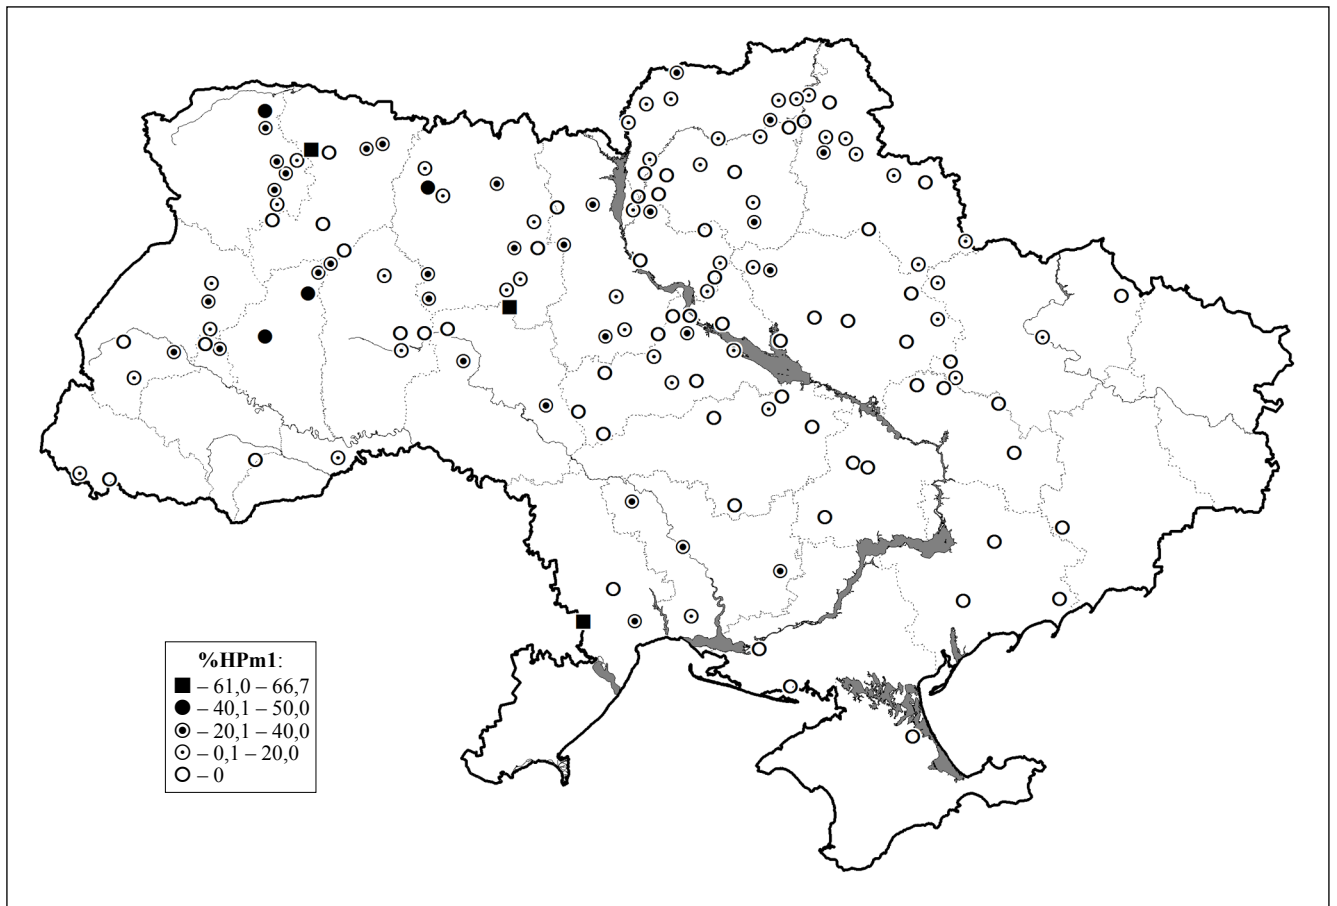 %HPm1:
– 61,0 – 66,7
– 40,1 – 50,0
– 20,1 – 40,0
– 0,1 – 20,0
– 0